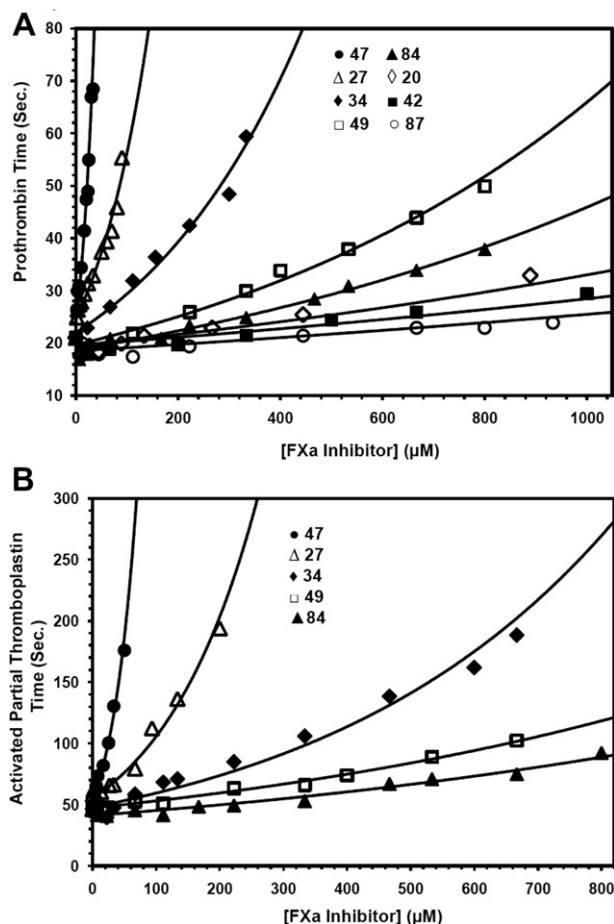 A
80
70
60
50
40
30
20
10
Prothrombin Time (Sec.)
47 84
27 20
34 42
49 87
0 200 400 600 800 1000
[FXa Inhibitor] (µM)
B
300
250
200
150
100
50
0
Activated Partial Thromboplastin
Time (Sec.)
47
27
34
49
84
0 100 200 300 400 500 600 700 800
[FXa Inhibitor] (µM)